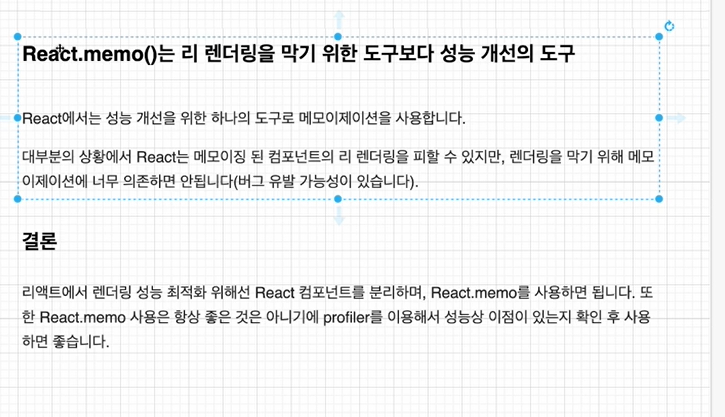 React.memo()는 리 렌더링을 막기 위한 도구보다 성능 개선의 도구
React에서는 성능 개선을 위한 하나의 도구로 메모이제이션을 사용합니다.
대부분의 상황에서 React는 메모이징 된 컴포넌트의 리 렌더링을 피할 수 있지만, 렌더링을 막기 위해 메모
이제이션에 너무 의존하면 안됩니다(버그 유발 가능성이 있습니다).
결론
리액트에서 렌더링 성능 최적화 위해선 React 컴포넌트를 분리하며, React.memo를 사용하면 됩니다. 또
한 React.memo 사용은 항상 좋은 것은 아니기에 profiler를 이용해서 성능상 이점이 있는지 확인 후 사용
하면 좋습니다.